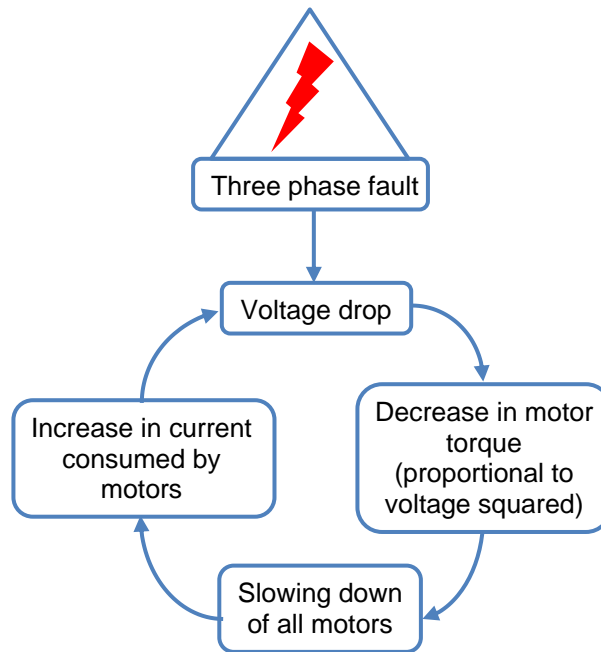 Three phase fault
Voltage drop
Decrease in motor
torque
(proportional to
voltage squared)
Slowing down
of all motors
Increase in current
consumed by
motors